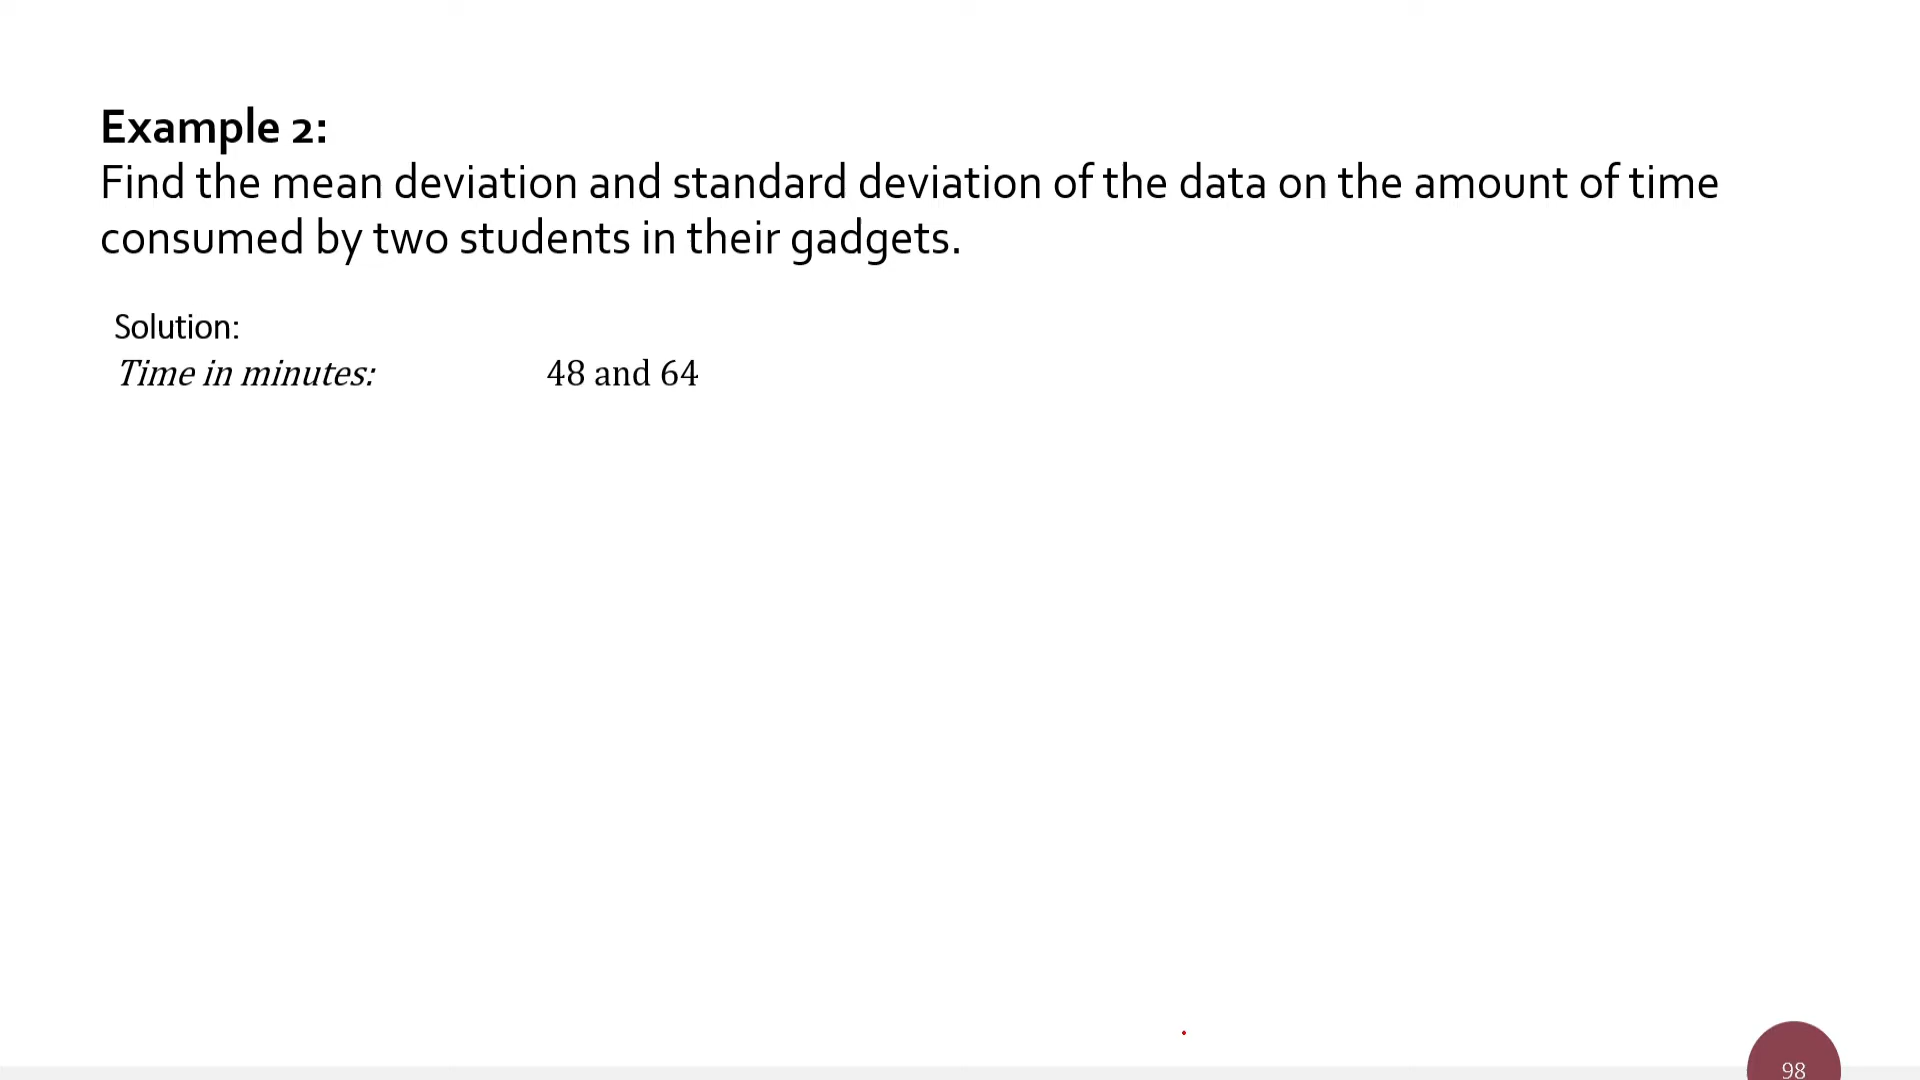 Example 2:
Find the mean deviation and standard deviation of the data on the amount of time
consumed by two students in their gadgets.
Solution:
Time in minutes: 48 and 64
98